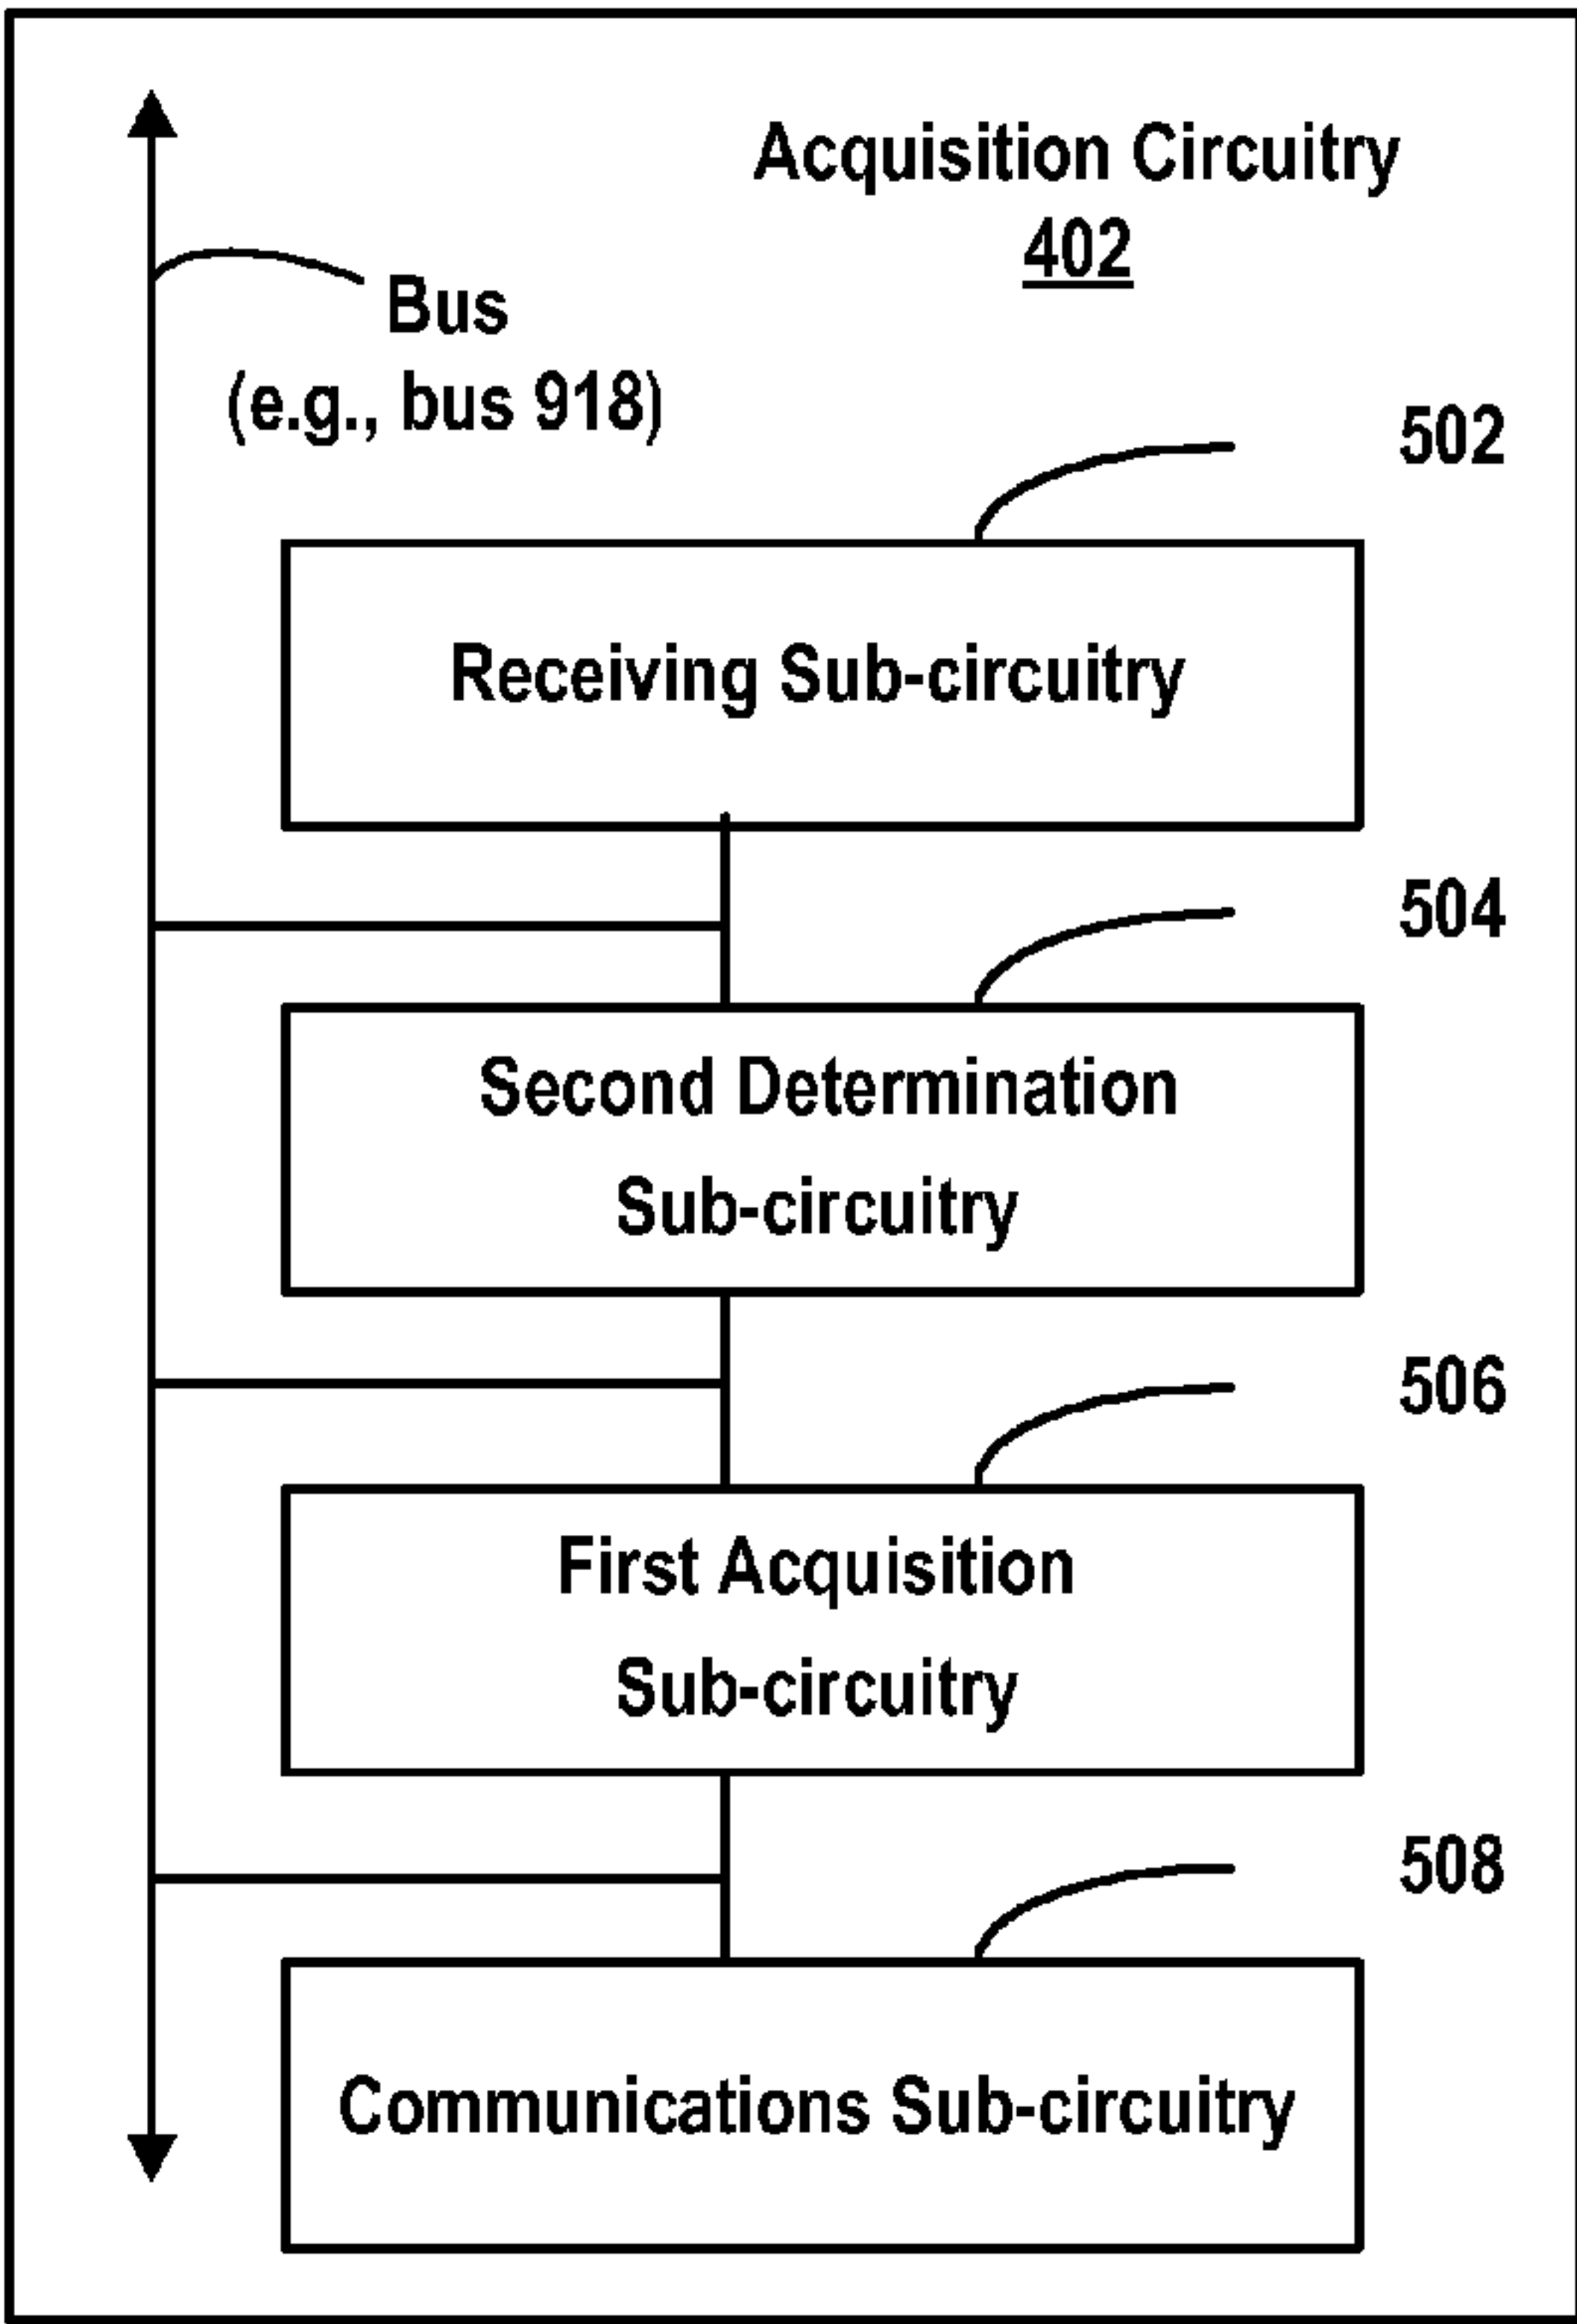 Acquisition Circuitry
402
Bus
(e.g., bus 918)
502
Receiving Sub-circuitry
504
Second Determination
Sub-circuitry
506
First Acquisition
Sub-circuitry
508
Communications Sub-circuitry